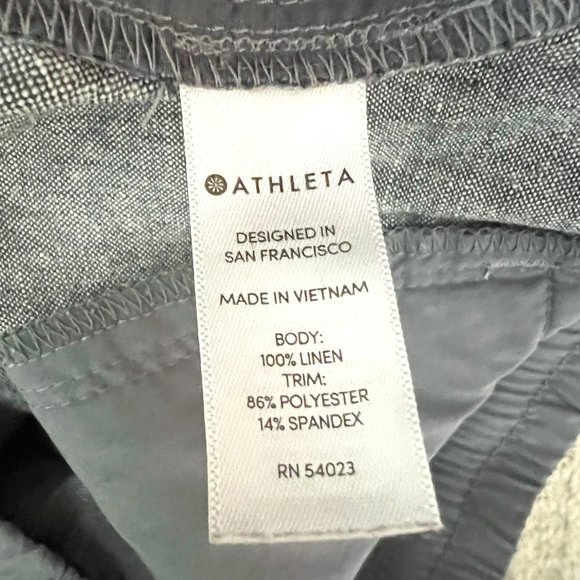 ATHLETA
DESIGNED IN
SAN FRANCISCO
MADE IN VIETNAM
BODY:
100% LINEN
TRIM:
86% POLYESTER
14% SPANDEX
RN 54023